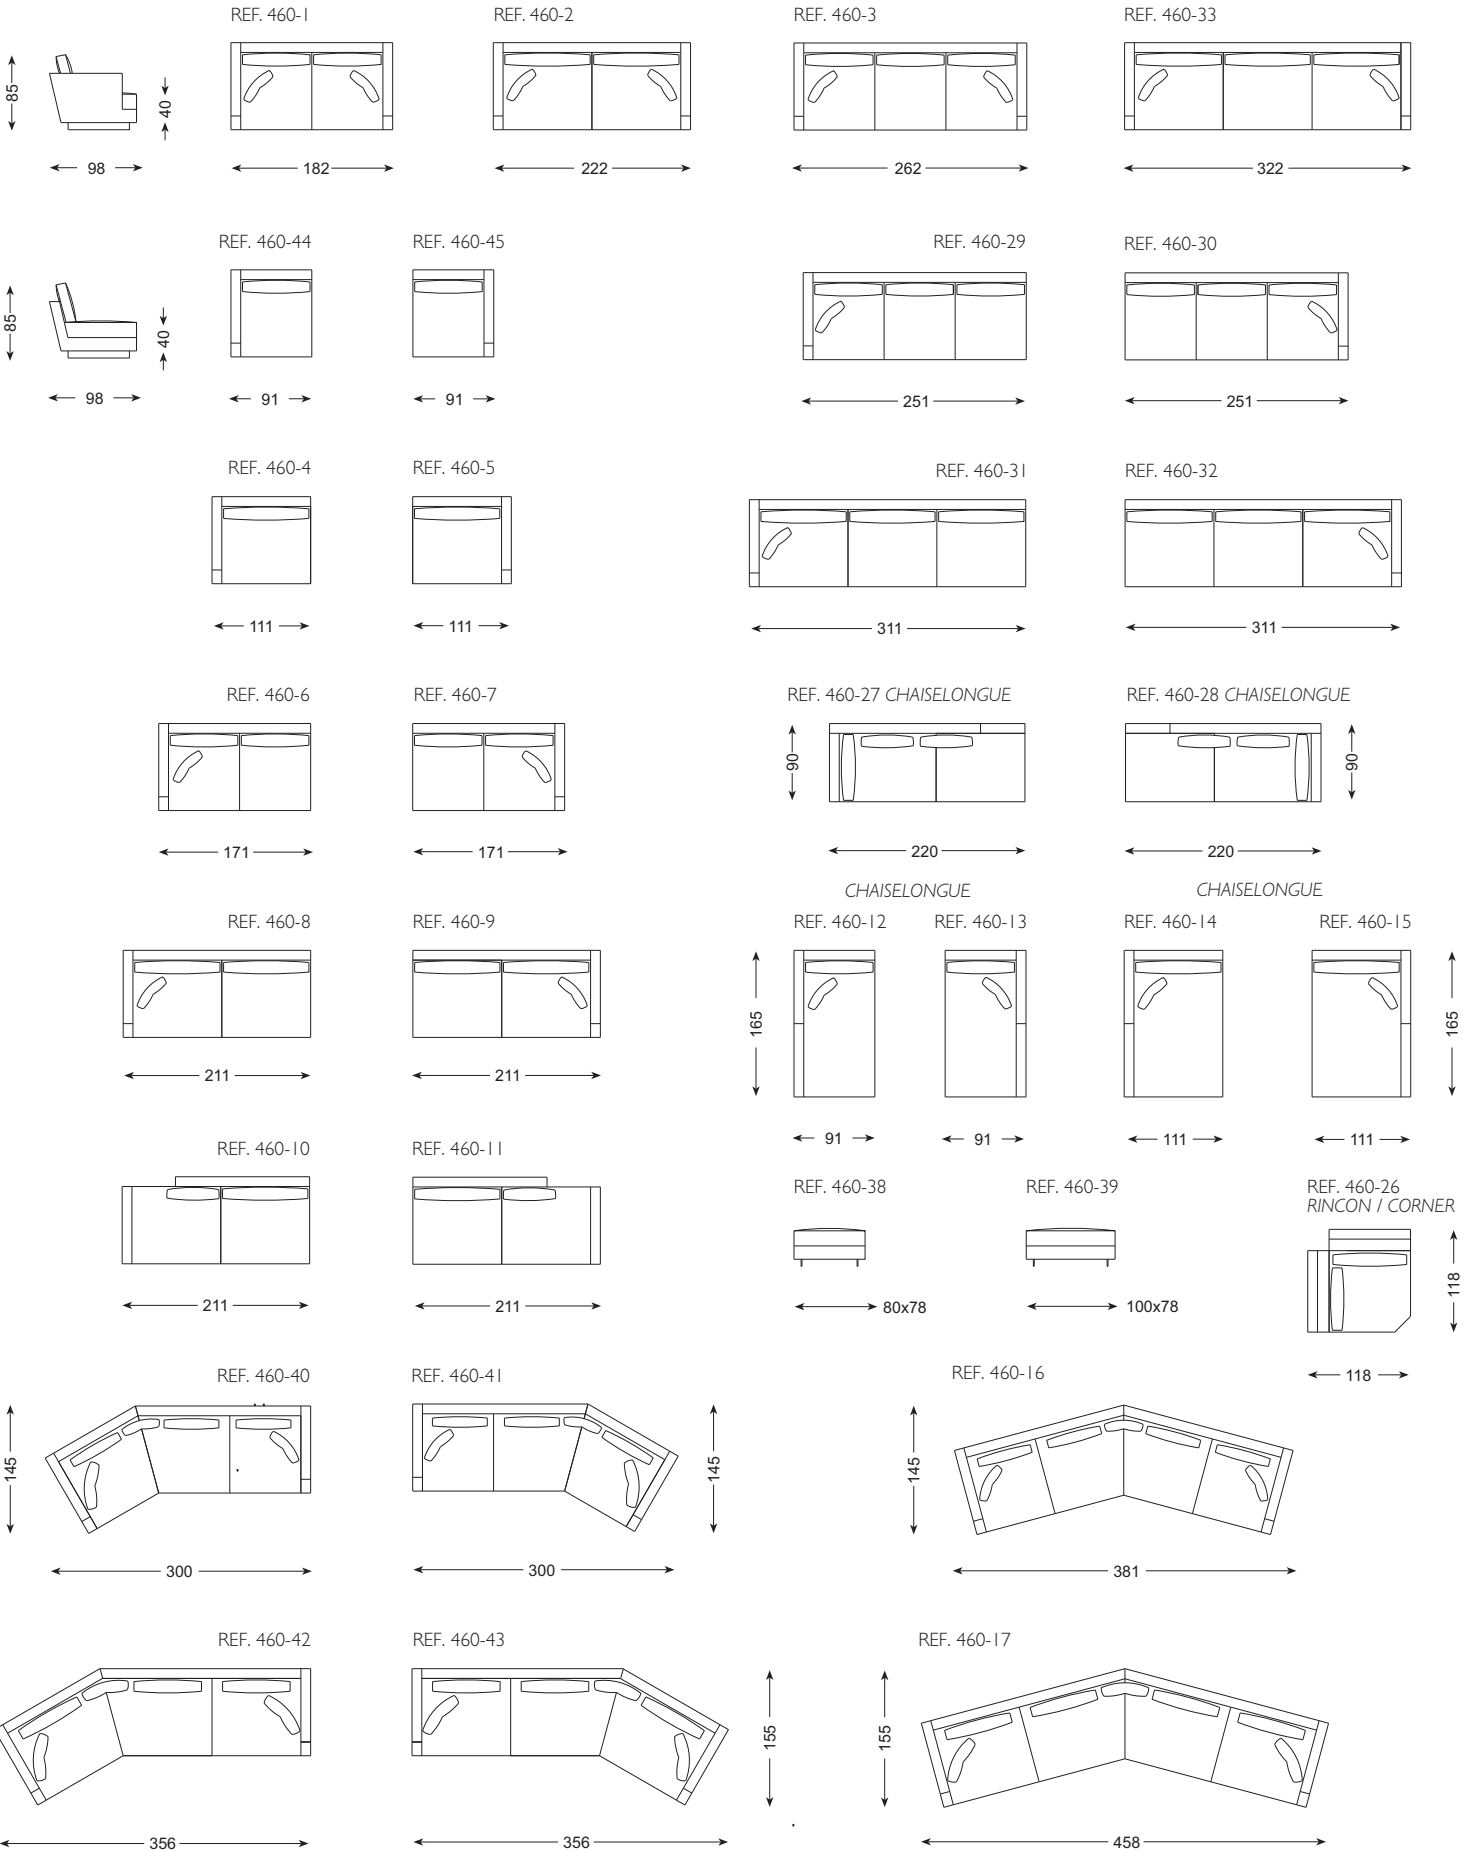 REF. 460-1
REF. 460-2
REF. 460-3
REF. 460-33
85
40
98
182
222
262
322
REF. 460-44
REF. 460-45
REF. 460-29
REF. 460-30
85
40
98
91
91
251
251
REF. 460-4
REF. 460-5
REF. 460-31
REF. 460-32
111
111
311
311
REF. 460-6
REF. 460-7
REF. 460-27 CHAISELONGUE
REF. 460-28 CHAISELONGUE
90
90
171
171
220
220
CHAISELONGUE
CHAISELONGUE
REF. 460-8
REF. 460-9
REF. 460-12
REF. 460-13
REF. 460-14
REF. 460-15
165
165
211
211
91
91
111
111
REF. 460-10
REF. 460-11
REF. 460-38
REF. 460-39
REF. 460-26
RINCON / CORNER
118
211
211
80x78
100x78
118
REF. 460-40
REF. 460-41
REF. 460-16
145
145
145
300
300
381
REF. 460-42
REF. 460-43
REF. 460-17
155
155
356
356
458